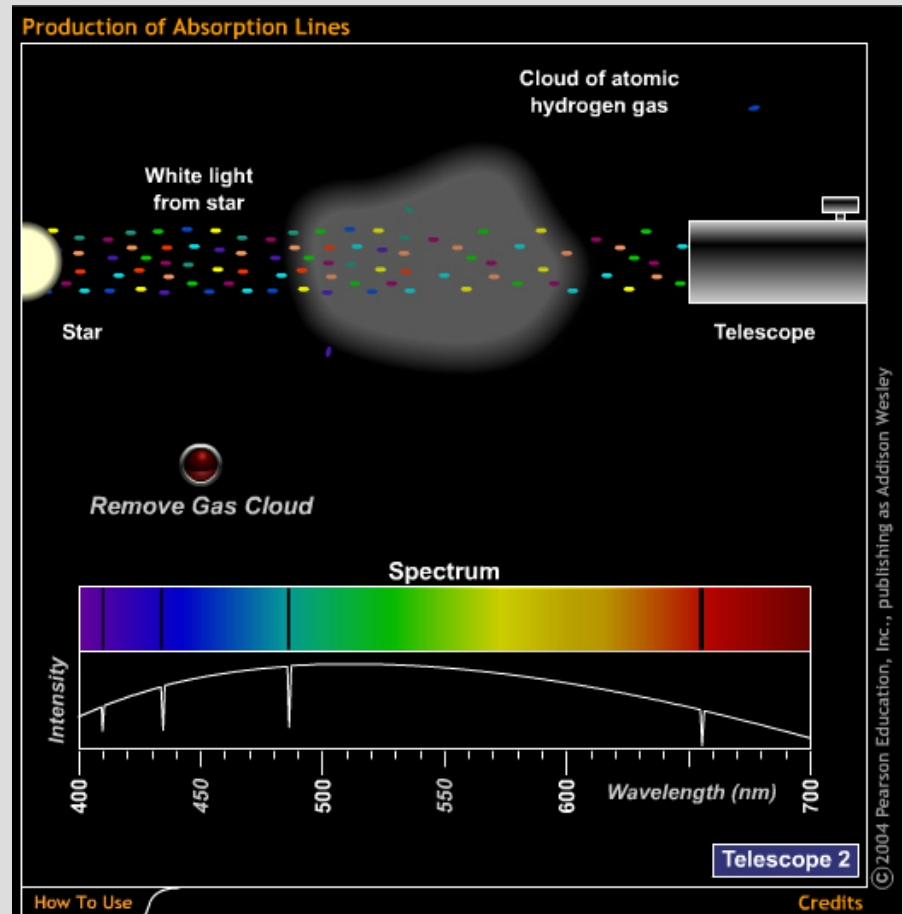 Production of Absorption Lines
Cloud of atomic
hydrogen gas
White light
from star
Star
Telescope
Remove Gas Cloud
Spectrum
Intensity
400
450
500
550
600
Wavelength (nm)
700
Telescope 2
How To Use
Credits
©2004 Pearson Education, Inc., publishing as Addison Wesley